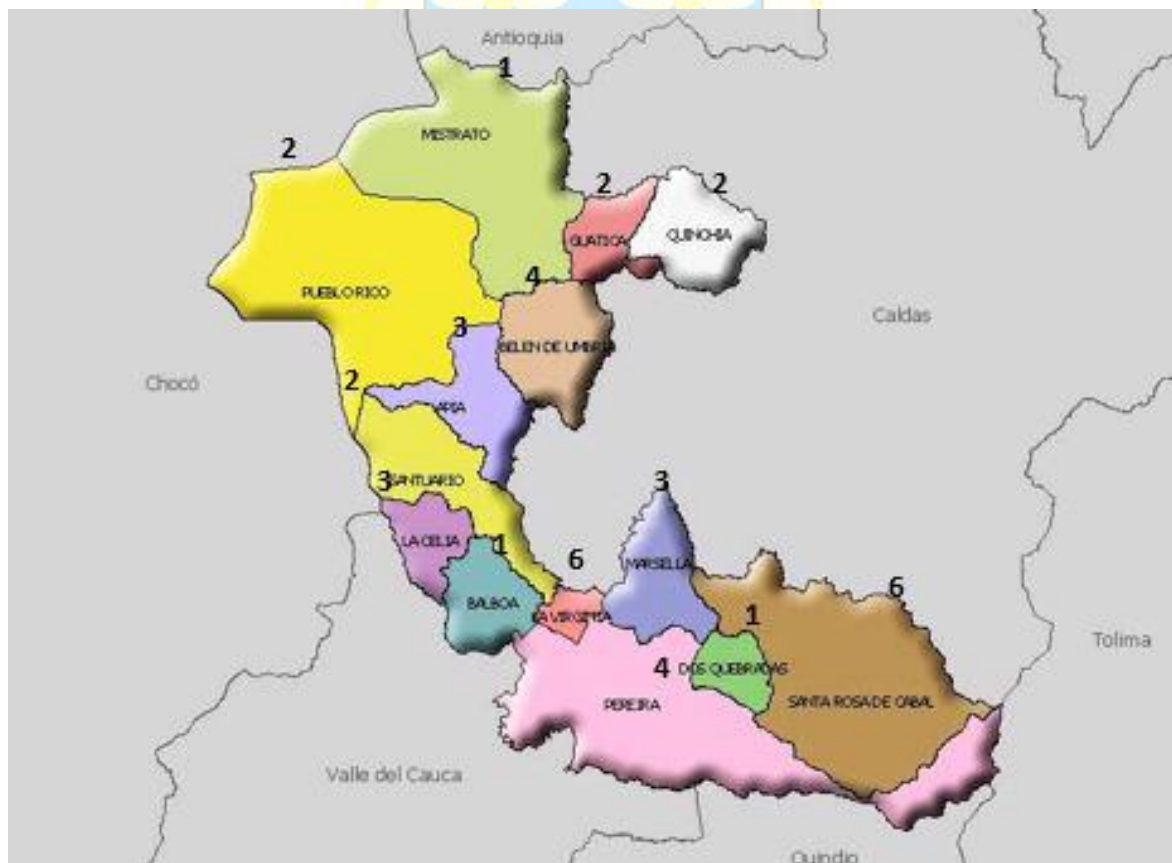 Antioquia
1
MISTRATO
2
2
2
GUATICA
QUINCHIA
4
PUEBLO RICO
Caldas
3
BELEN DE UMBRIA
Chocó
2
APIA
3
SANTUARIO
3
LA CELIA
1
6
MARSELLA
6
BALBOA
LA VIRGINIA
1
Tolima
4
DOS QUEBRADAS
PEREIRA
SANTA ROSA DE CABAL
Valle del Cauca
Quindio